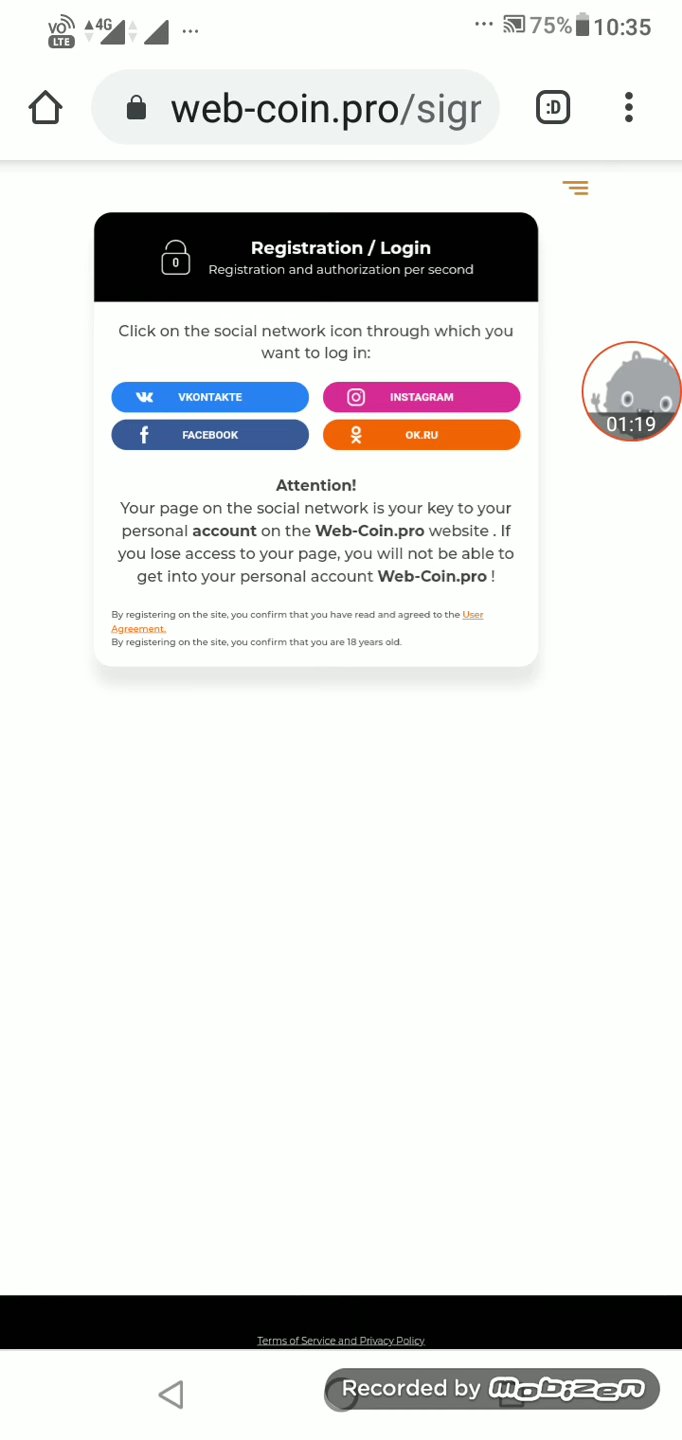 VO LTE 4G ... ... 75% 10:35
web-coin.pro/sigr :D
0
Registration / Login
Registration and authorization per second
Click on the social network icon through which you
want to log in:
VKONTAKTE INSTAGRAM
FACEBOOK OK.RU
01:19
Attention!
Your page on the social network is your key to your
personal account on the Web-Coin.pro website . If
you lose access to your page, you will not be able to
get into your personal account Web-Coin.pro !
By registering on the site, you confirm that you have read and agreed to the User
Agreement.
By registering on the site, you confirm that you are 18 years old.
Terms of Service and Privacy Policy
Recorded by mobizen